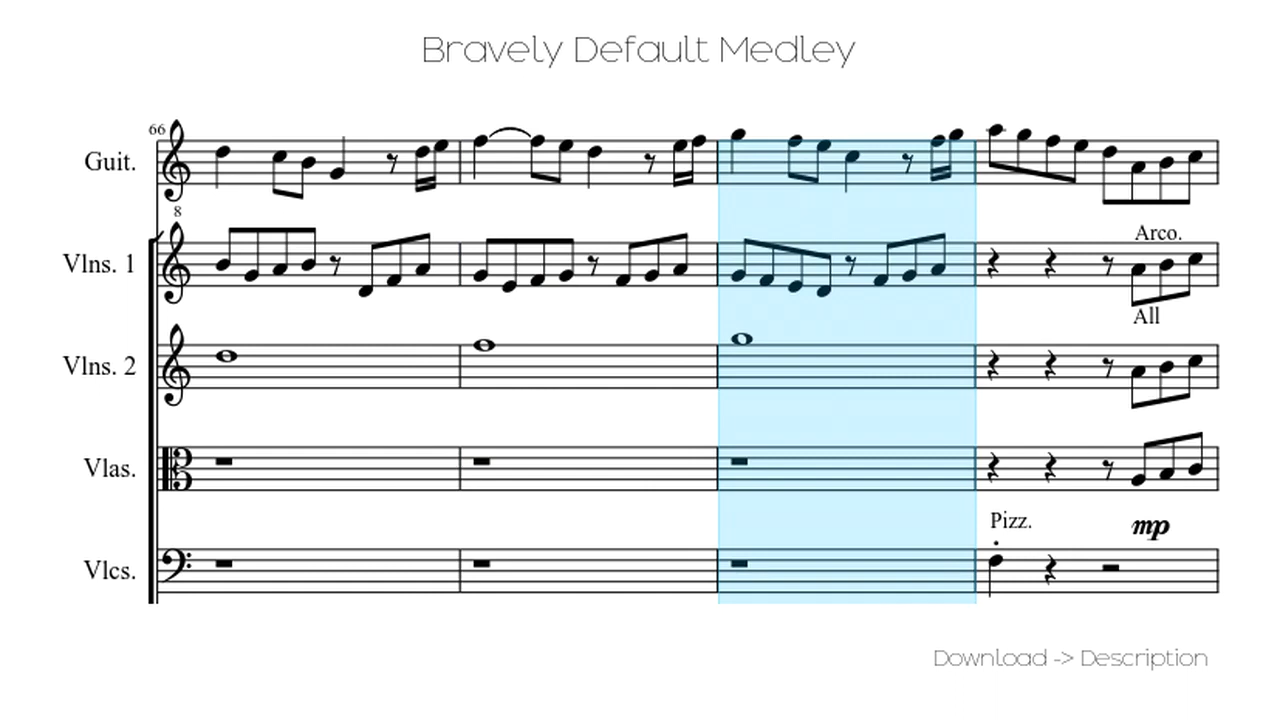 Bravely Default Medley
66
Guit.
8
Vlns. 1
Arco.
All
Vlns. 2
Vlas.
Pizz.
mp
Vlcs.
Download -> Description